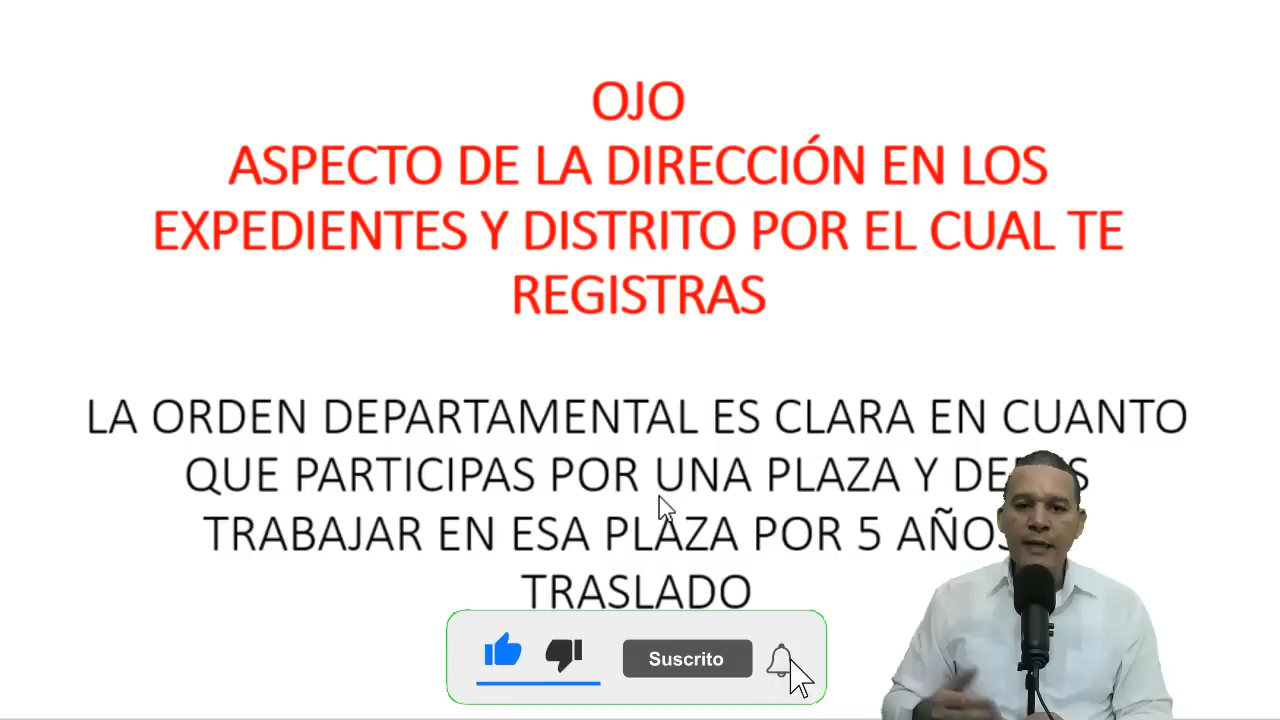 OJO
ASPECTO DE LA DIRECCIÓN EN LOS
EXPEDIENTES Y DISTRITO POR EL CUAL TE
REGISTRAS
LA ORDEN DEPARTAMENTAL ES CLARA EN CUANTO
QUE PARTICIPAS POR UNA PLAZA Y
TRABAJAR EN ESA PLAZA POR 5 AÑOS
TRASLADO
Suscrito